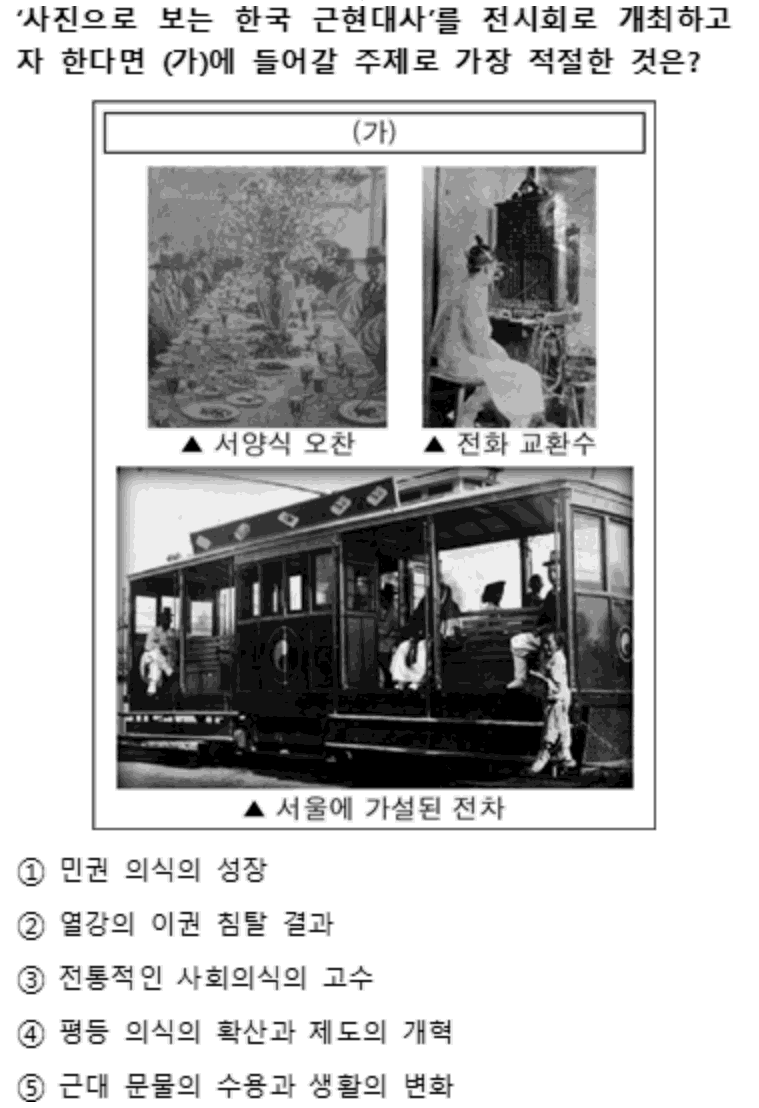 ‘사진으로 보는 한국 근현대사’를 전시회로 개최하고
자 한다면 (가)에 들어갈 주제로 가장 적절한 것은?
(가)
▲ 서양식 오찬
▲ 전화 교환수
▲ 서울에 가설된 전차
① 민권 의식의 성장
② 열강의 이권 침탈 결과
③ 전통적인 사회의식의 고수
④ 평등 의식의 확산과 제도의 개혁
⑤ 근대 문물의 수용과 생활의 변화